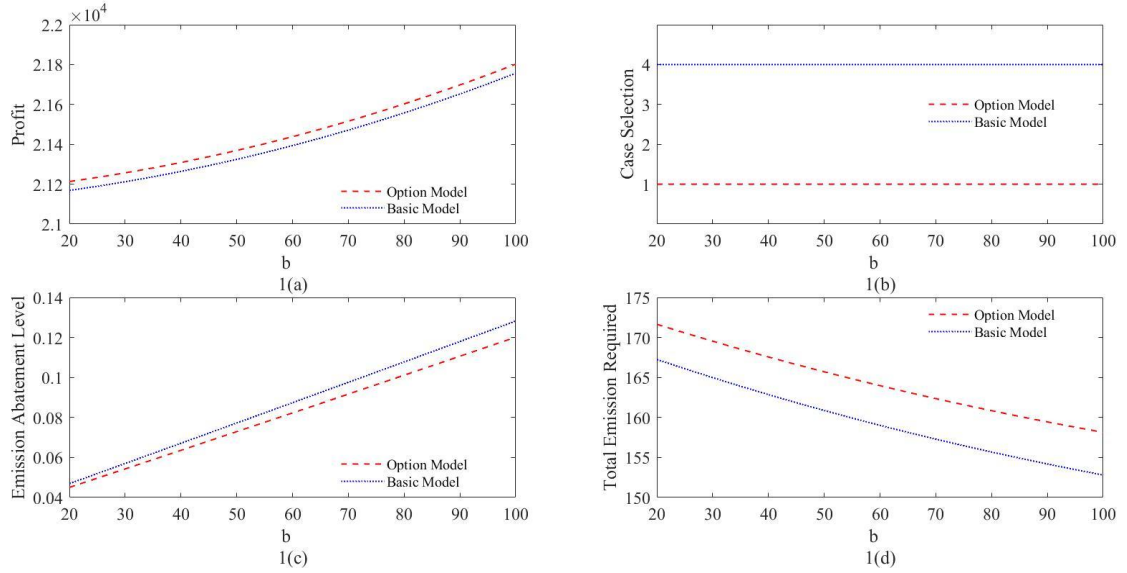 ×10⁴
2.2
2.18
2.16
2.14
2.12
2.1
Profit
Option Model
Basic Model
20 30 40 50 60 70 80 90 100
b
1(a)
4
3
2
1
Case Selection
Option Model
Basic Model
20 30 40 50 60 70 80 90 100
b
1(b)
0.14
0.12
0.1
0.08
0.06
0.04
Emission Abatement Level
Option Model
Basic Model
20 30 40 50 60 70 80 90 100
b
1(c)
175
170
165
160
155
150
Total Emission Required
Option Model
Basic Model
20 30 40 50 60 70 80 90 100
b
1(d)